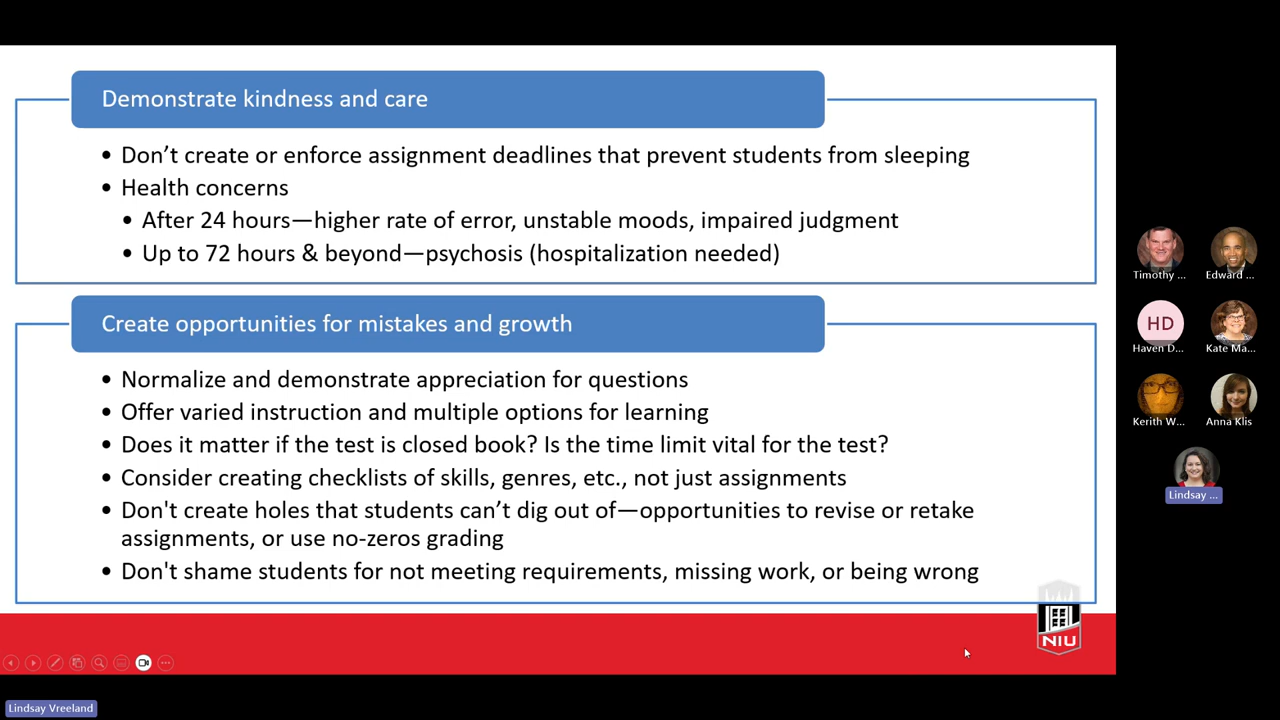 Demonstrate kindness and care
• Don’t create or enforce assignment deadlines that prevent students from sleeping
• Health concerns
• After 24 hours—higher rate of error, unstable moods, impaired judgment
• Up to 72 hours & beyond—psychosis (hospitalization needed)
Create opportunities for mistakes and growth
• Normalize and demonstrate appreciation for questions
• Offer varied instruction and multiple options for learning
• Does it matter if the test is closed book? Is the time limit vital for the test?
• Consider creating checklists of skills, genres, etc., not just assignments
• Don't create holes that students can’t dig out of—opportunities to revise or retake
assignments, or use no-zeros grading
• Don't shame students for not meeting requirements, missing work, or being wrong
NIU
Timothy ... Edward ...
HD
Haven D... Kate Ma...
Kerith W... Anna Klis
Lindsay ...
Lindsay Vreeland